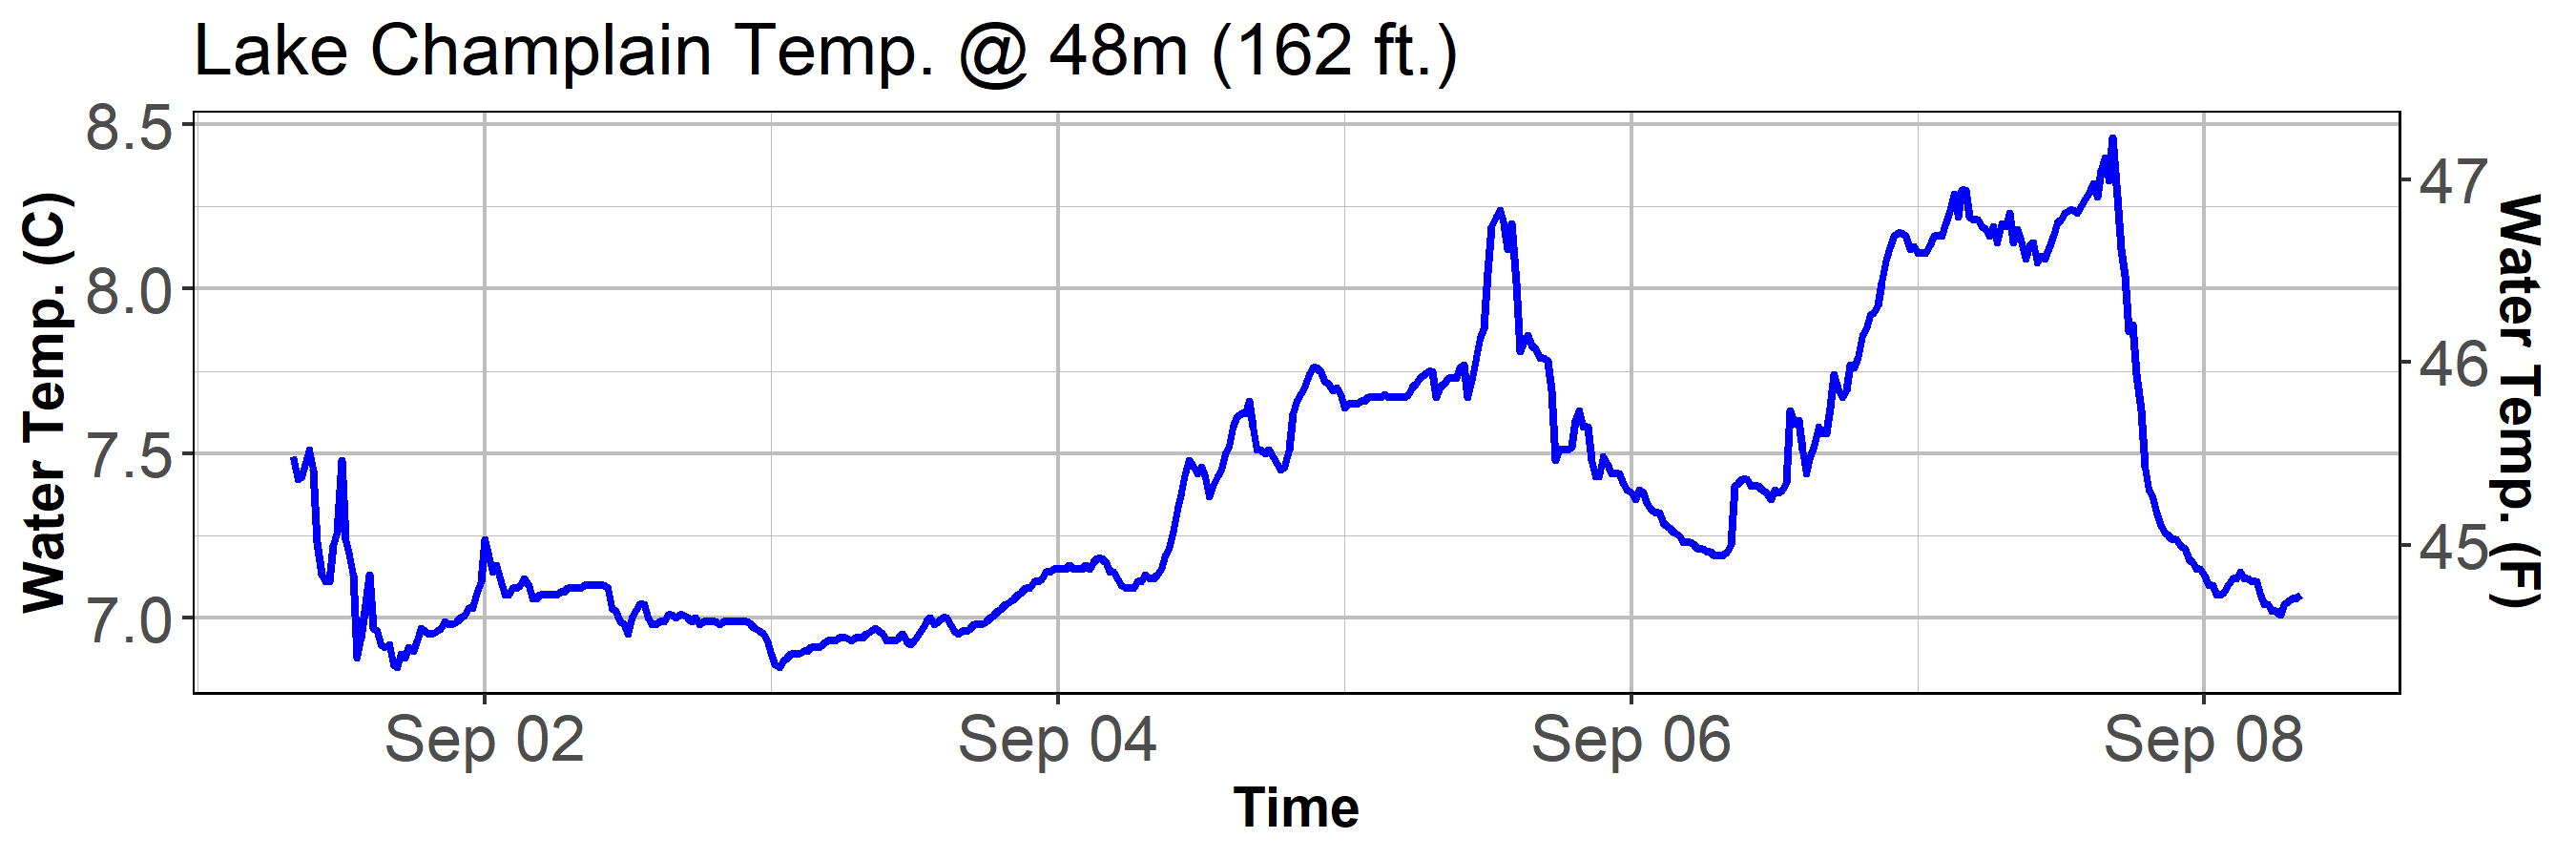 Lake Champlain Temp. @ 48m (162 ft.)
Water Temp. (C)
8.5
8.0
7.5
7.0
47
46
45
Water Temp. (F)
Sep 02
Sep 04
Sep 06
Sep 08
Time